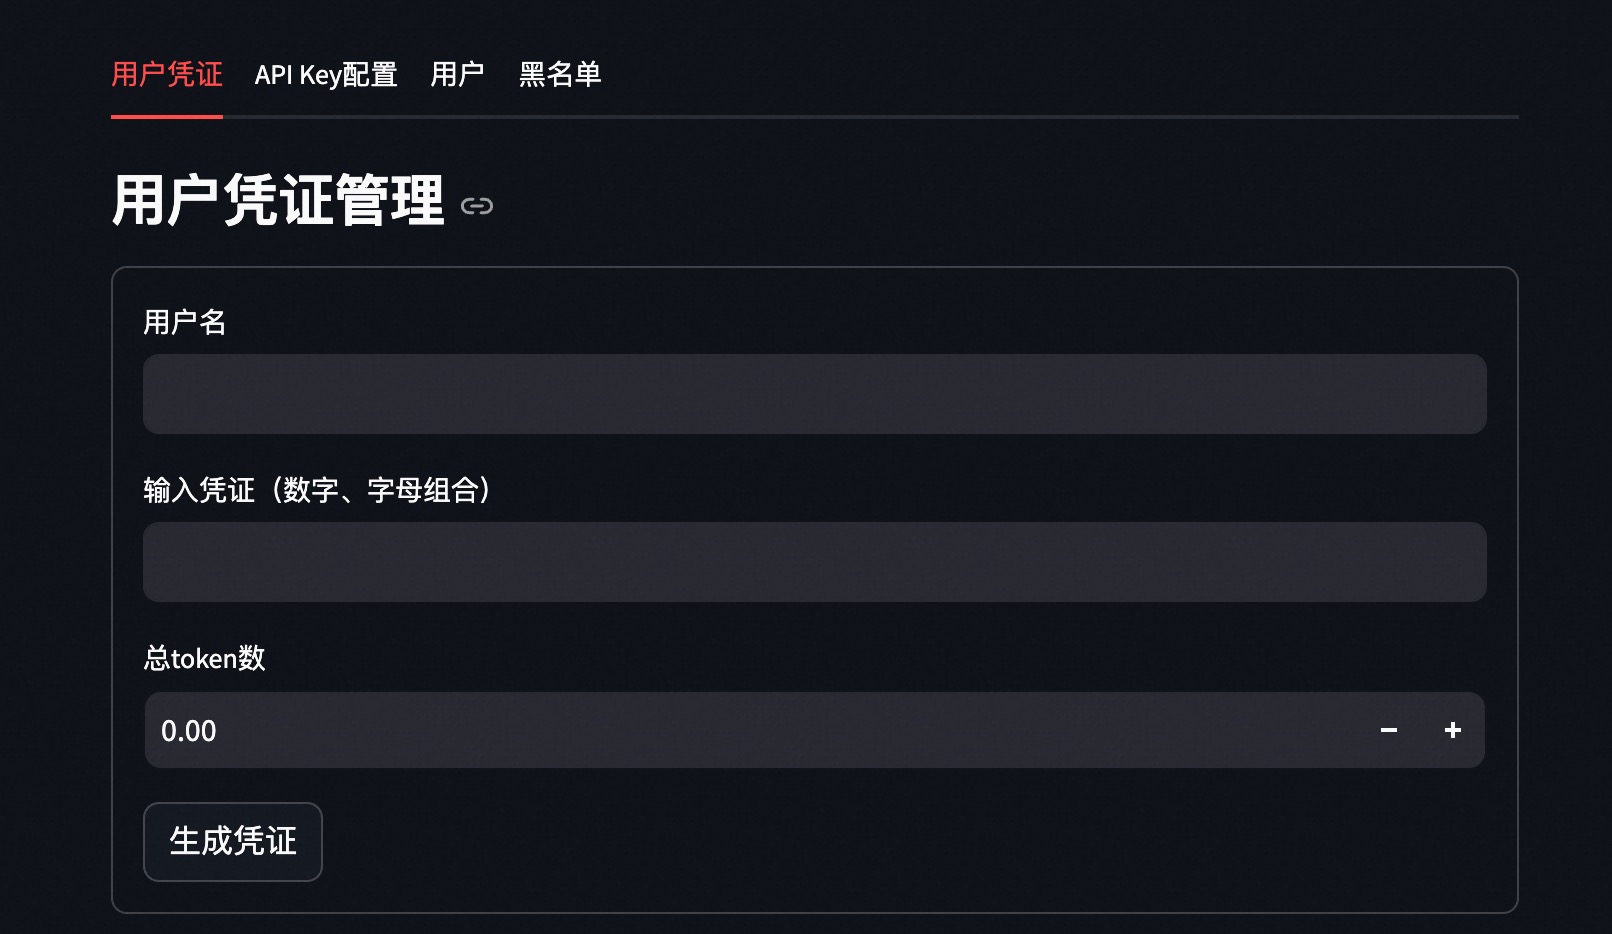 用户凭证 API Key配置 用户 黑名单
用户凭证管理
用户名
输入凭证（数字、字母组合）
总token数
0.00
生成凭证